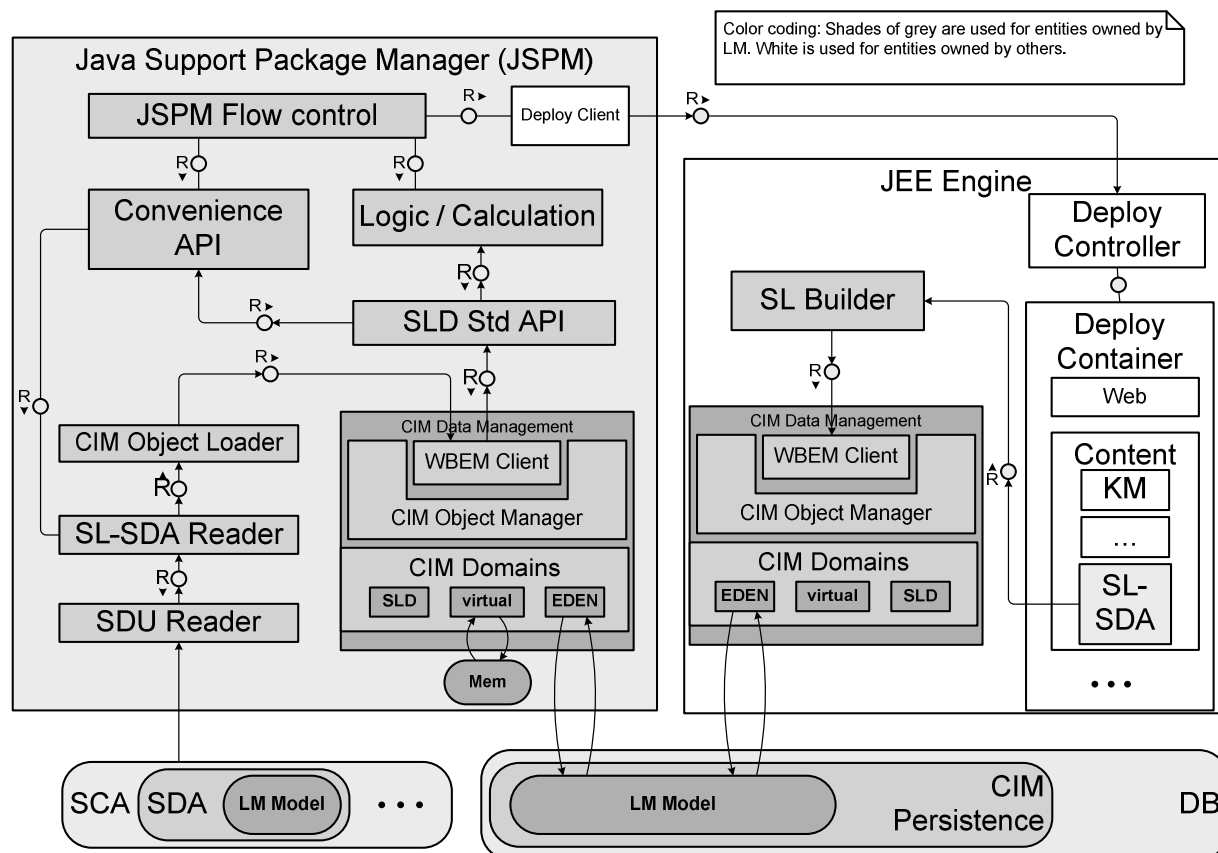 Color coding: Shades of grey are used for entities owned by
LM. White is used for entities owned by others.
Java Support Package Manager (JSPM)
JSPM Flow control
R
Deploy Client
R
R
R
JEE Engine
Convenience
API
Logic / Calculation
Deploy
Controller
R
R
SLD Std API
SL Builder
Deploy
Container
R
R
R
R
Web
CIM Object Loader
CIM Data Management
WBEM Client
CIM Object Manager
CIM Data Management
WBEM Client
CIM Object Manager
Content
KM
...
R
R
SL-SDA Reader
CIM Domains
SLD
virtual
EDEN
CIM Domains
EDEN
virtual
SLD
SL-
SDA
R
SDU Reader
Mem
• • •
SCA
SDA
LM Model
• • •
LM Model
CIM
Persistence
DB